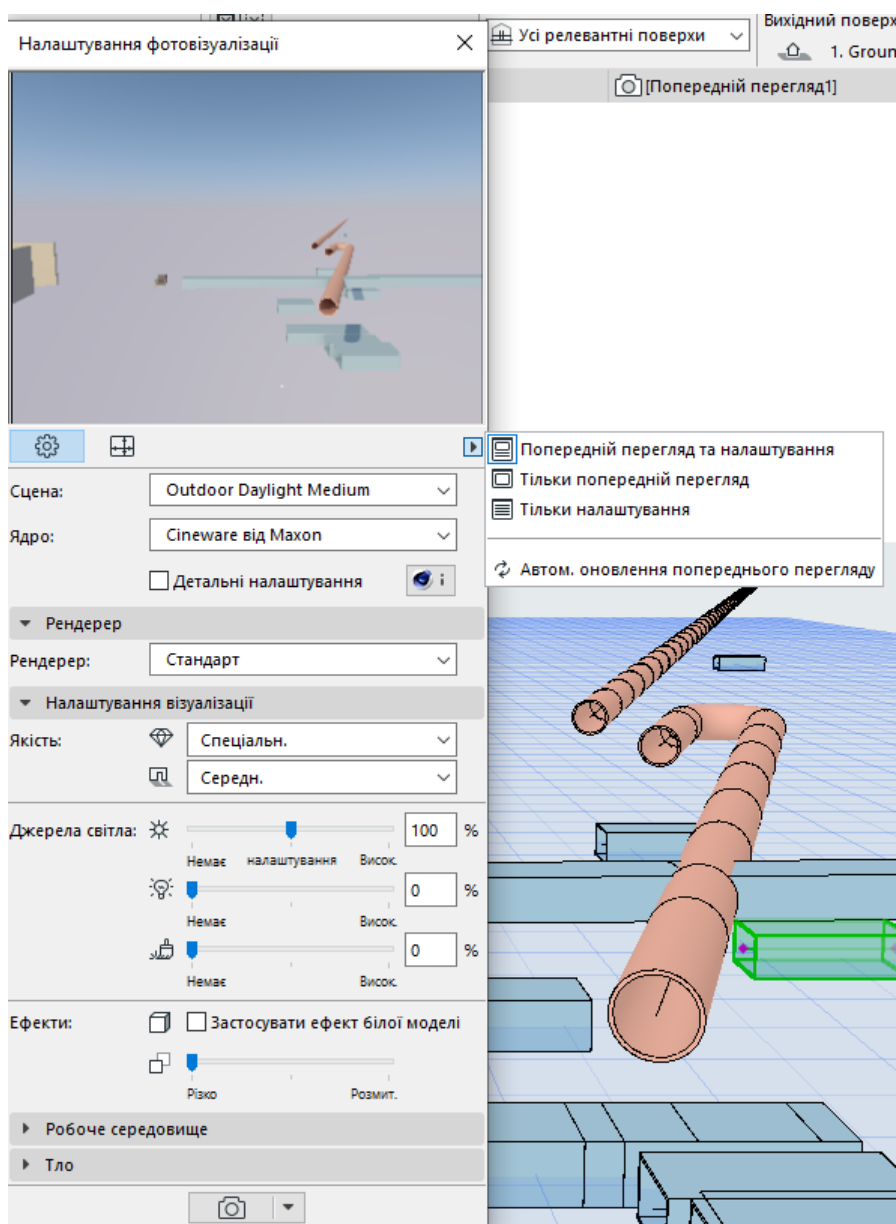 Усі релевантні поверхи
Вихідний поверх
1. Groun
Налаштування фотовізуалізації
[Попередній перегляд1]
Попередній перегляд та налаштування
Тільки попередній перегляд
Тільки налаштування
Автом. оновлення попереднього перегляду
Сцена: Outdoor Daylight Medium
Ядро: Cineware від Maxon
Детальні налаштування i
Рендерер
Рендерер: Стандарт
Налаштування візуалізації
Якість: Спеціальн.
Середн.
Джерела світла: 100 %
Немає налаштування Висок.
0 %
Немає Висок.
0 %
Немає Висок.
Ефекти: Застосувати ефект білої моделі
Різко Розмит.
Робоче середовище
Тло